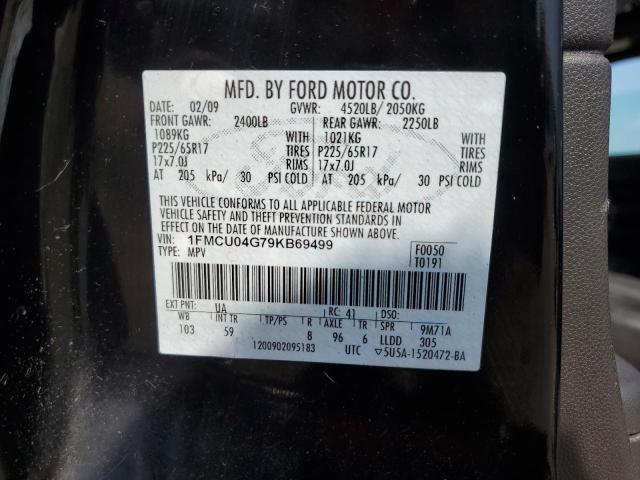 MFD. BY FORD MOTOR CO.
DATE: 02/09 GVWR: 4520LB/ 2050KG
FRONT GAWR: 2400LB REAR GAWR: 2250LB
1089KG WITH 1021KG WITH
P225/65R17 TIRES P225/65R17 TIRES
17x7.0J RIMS 17x7.0J RIMS
AT 205 kPa/ 30 PSI COLD AT 205 kPa/ 30 PSI COLD
THIS VEHICLE CONFORMS TO ALL APPLICABLE FEDERAL MOTOR
VEHICLE SAFETY AND THEFT PREVENTION STANDARDS IN
EFFECT ON THE DATE OF MANUFACTURE SHOWN ABOVE.
VIN: 1FMCU04G79KB69499 F0050
TYPE: MPV T0191
EXT PNT: UA RC: 41 DSO:
WB INT TR TP/PS R AXLE TR SPR 9M71A
103 59 8 96 6 LLDD 305
1200902095183 UTC ▽5U5A-1520472-BA
Ford